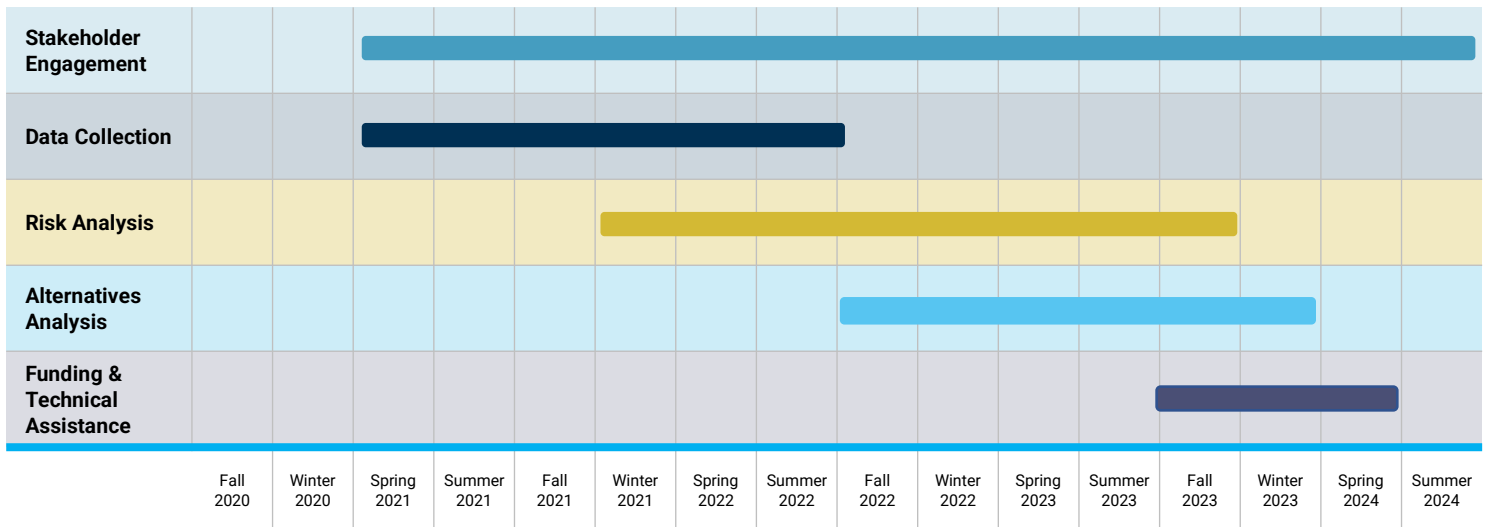 Stakeholder
Engagement
Data Collection
Risk Analysis
Alternatives
Analysis
Funding &
Technical
Assistance
Fall
2020
Winter
2020
Spring
2021
Summer
2021
Fall
2021
Winter
2021
Spring
2022
Summer
2022
Fall
2022
Winter
2022
Spring
2023
Summer
2023
Fall
2023
Winter
2023
Spring
2024
Summer
2024